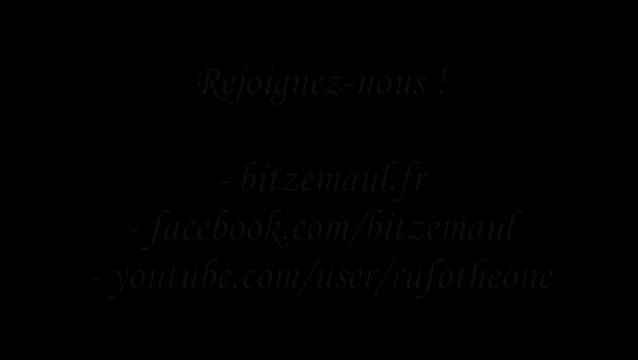 Rejoignez-nous !
- bitzemaul.fr
- facebook.com/bitzemaul
- youtube.com/user/rufotheone